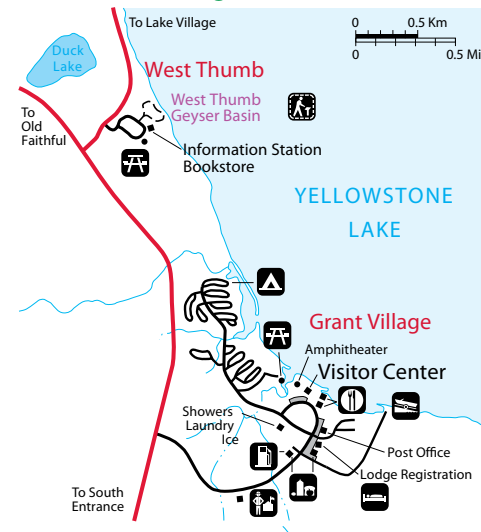 To Lake Village
0 0.5 Km
0 0.5 Mi
Duck
Lake
West Thumb
West Thumb
Geyser Basin
To
Old
Faithful
Information Station
Bookstore
YELLOWSTONE
LAKE
Grant Village
Amphitheater
Visitor Center
Showers
Laundry
Ice
Post Office
Lodge Registration
To South
Entrance